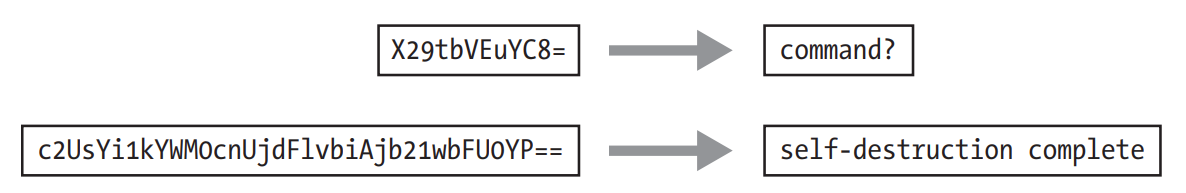 X29tbVEuYC8=
command?
c2UsYi1kYWM0cnUjdFlvbiAjb21wbFU0YP==
self-destruction complete